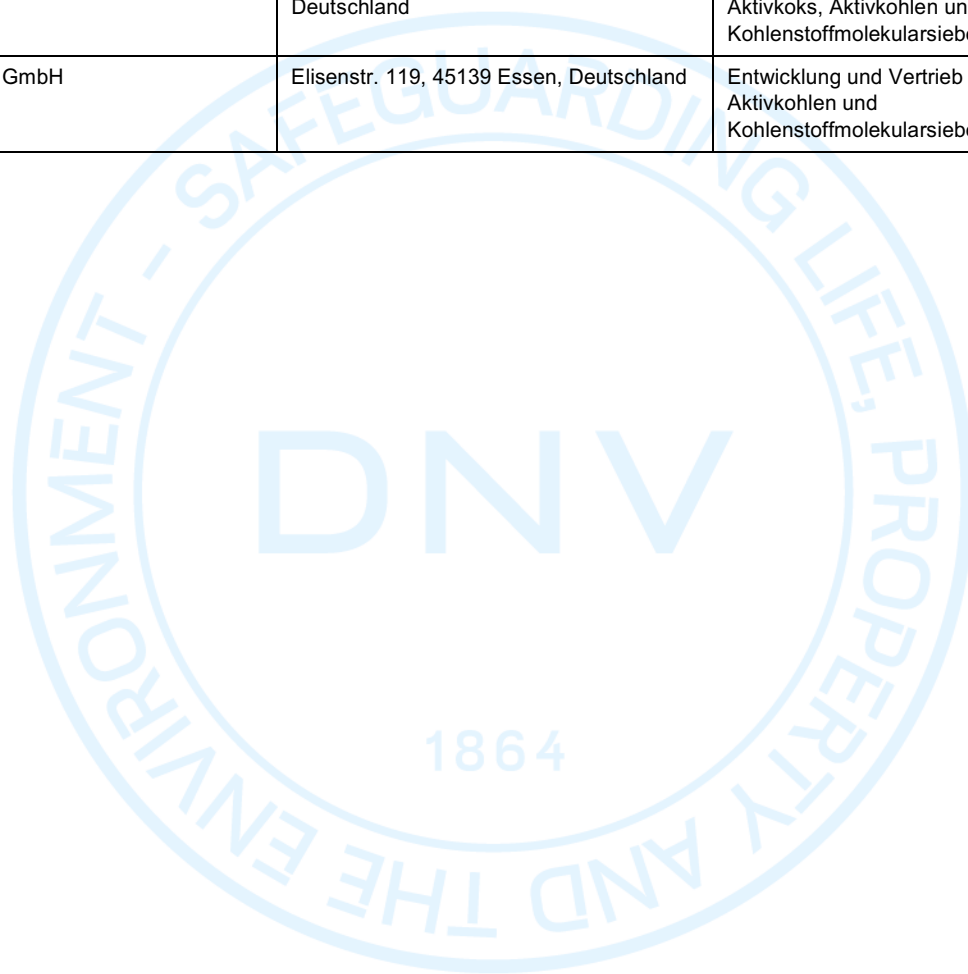 Deutschland
Aktivkoks, Aktivkohlen un
Kohlenstoffmolekularsieb
GmbH
Elisenstr. 119, 45139 Essen, Deutschland
Entwicklung und Vertrieb
Aktivkohlen und
Kohlenstoffmolekularsieb
SAFEGUARDING LIFE, PROPERTY AND THE ENVIRONMENT -
DNV
1864